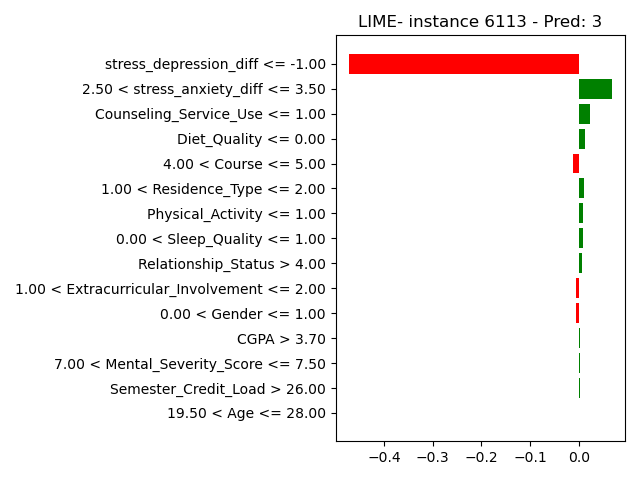 LIME- instance 6113 - Pred: 3
stress_depression_diff <= -1.00
2.50 < stress_anxiety_diff <= 3.50
Counseling_Service_Use <= 1.00
Diet_Quality <= 0.00
4.00 < Course <= 5.00
1.00 < Residence_Type <= 2.00
Physical_Activity <= 1.00
0.00 < Sleep_Quality <= 1.00
Relationship_Status > 4.00
1.00 < Extracurricular_Involvement <= 2.00
0.00 < Gender <= 1.00
CGPA > 3.70
7.00 < Mental_Severity_Score <= 7.50
Semester_Credit_Load > 26.00
19.50 < Age <= 28.00
−0.4 −0.3 −0.2 −0.1 0.0